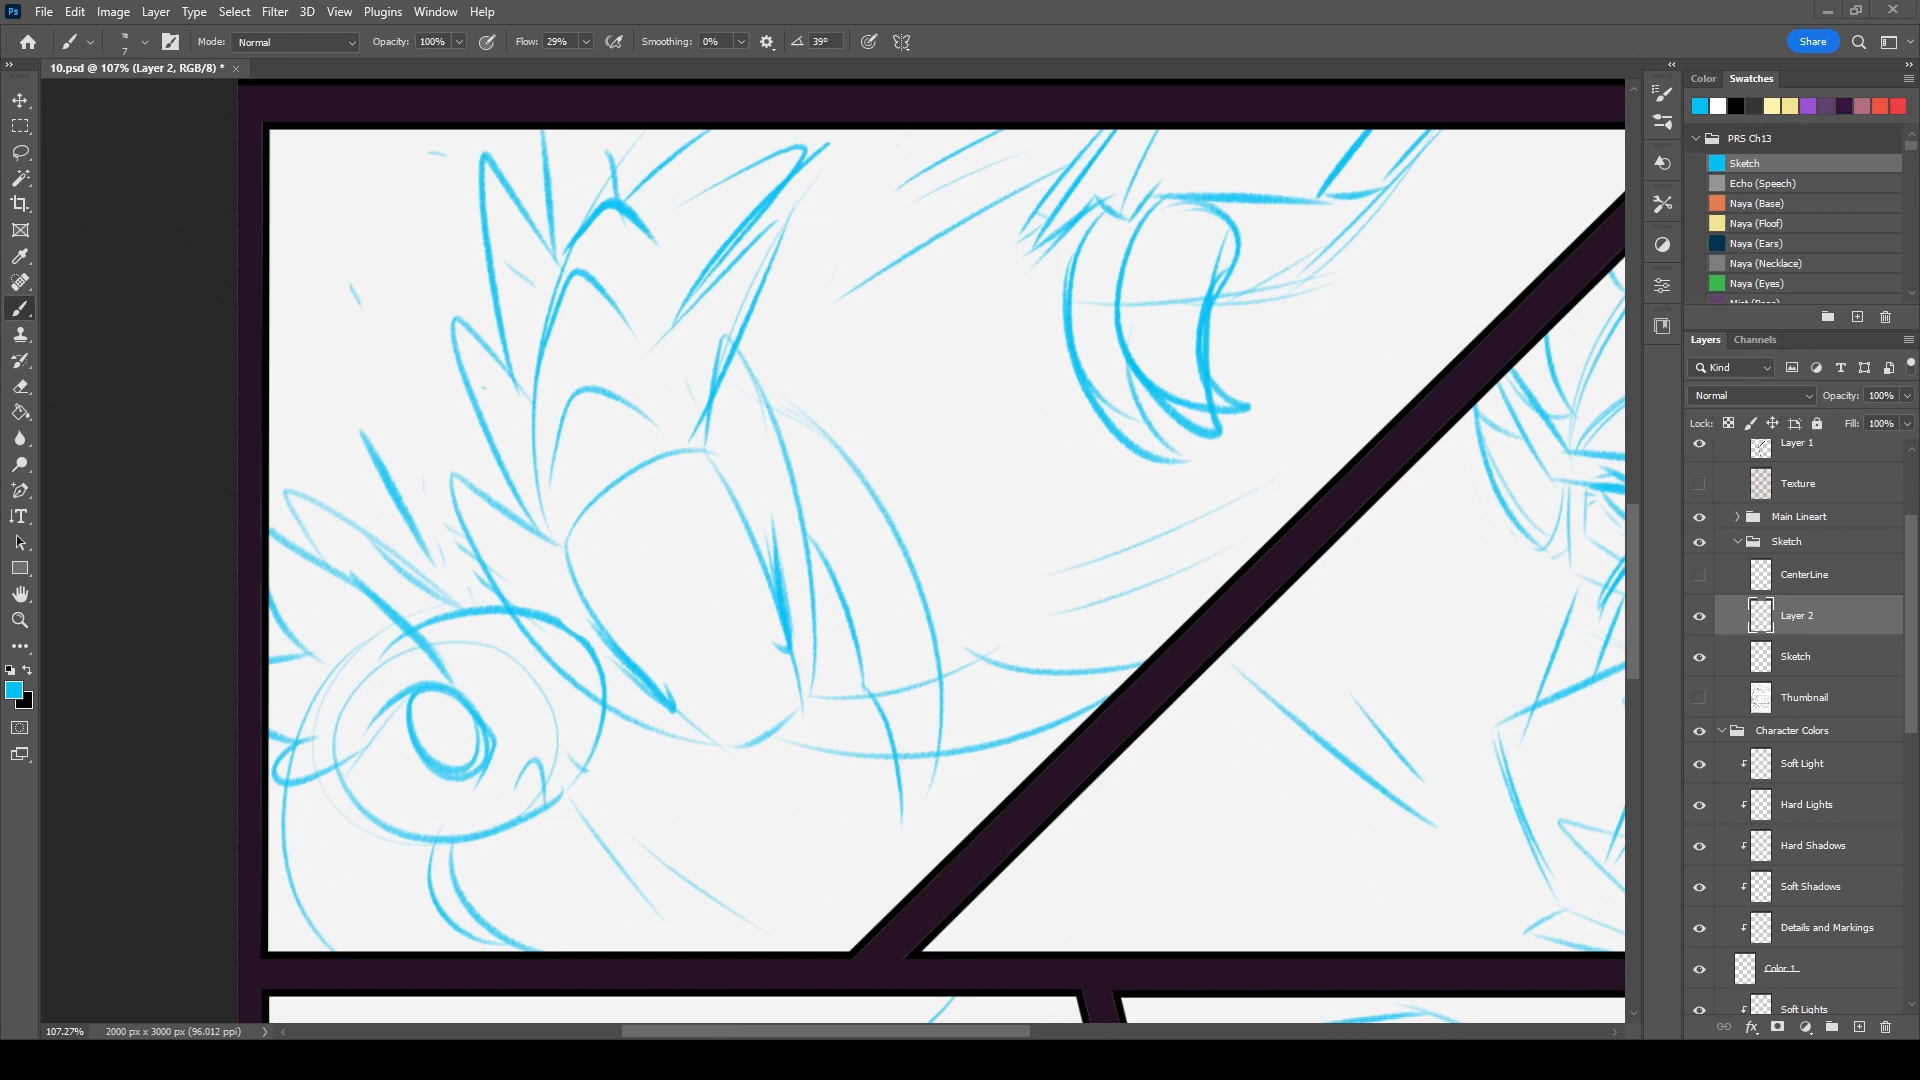 Ps File Edit Image Layer Type Select Filter 3D View Plugins Window Help
7 Mode: Normal Opacity: 100% Flow: 29% Smoothing: 0% 39° Share
10.psd @ 107% (Layer 2, RGB/8) *
Color Swatches
PRS Ch13
Sketch
Echo (Speech)
Naya (Base)
Naya (Floof)
Naya (Ears)
Naya (Necklace)
Naya (Eyes)
Layers Channels
Kind
Normal Opacity: 100%
Lock: Fill: 100%
Layer 1
Texture
Main Lineart
Sketch
CenterLine
Layer 2
Sketch
Thumbnail
Character Colors
Soft Light
Hard Lights
Hard Shadows
Soft Shadows
Details and Markings
Color 1
Soft Lights
107.27% 2000 px x 3000 px (96.012 ppi)